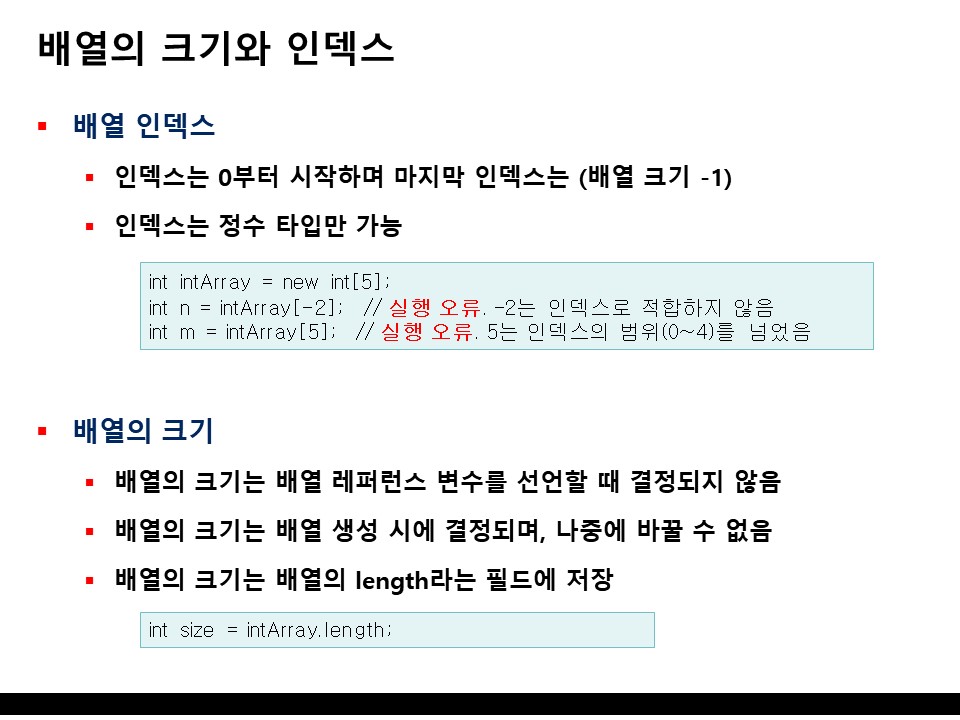 배열의 크기와 인덱스
배열 인덱스
인덱스는 0부터 시작하며 마지막 인덱스는 (배열 크기 -1)
인덱스는 정수 타입만 가능
int intArray = new int[5];
int n = intArray[-2]; // 실행 오류. -2는 인덱스로 적합하지 않음
int m = intArray[5]; // 실행 오류. 5는 인덱스의 범위(0~4)를 넘었음
배열의 크기
배열의 크기는 배열 레퍼런스 변수를 선언할 때 결정되지 않음
배열의 크기는 배열 생성 시에 결정되며, 나중에 바꿀 수 없음
배열의 크기는 배열의 length라는 필드에 저장
int size = intArray.length;